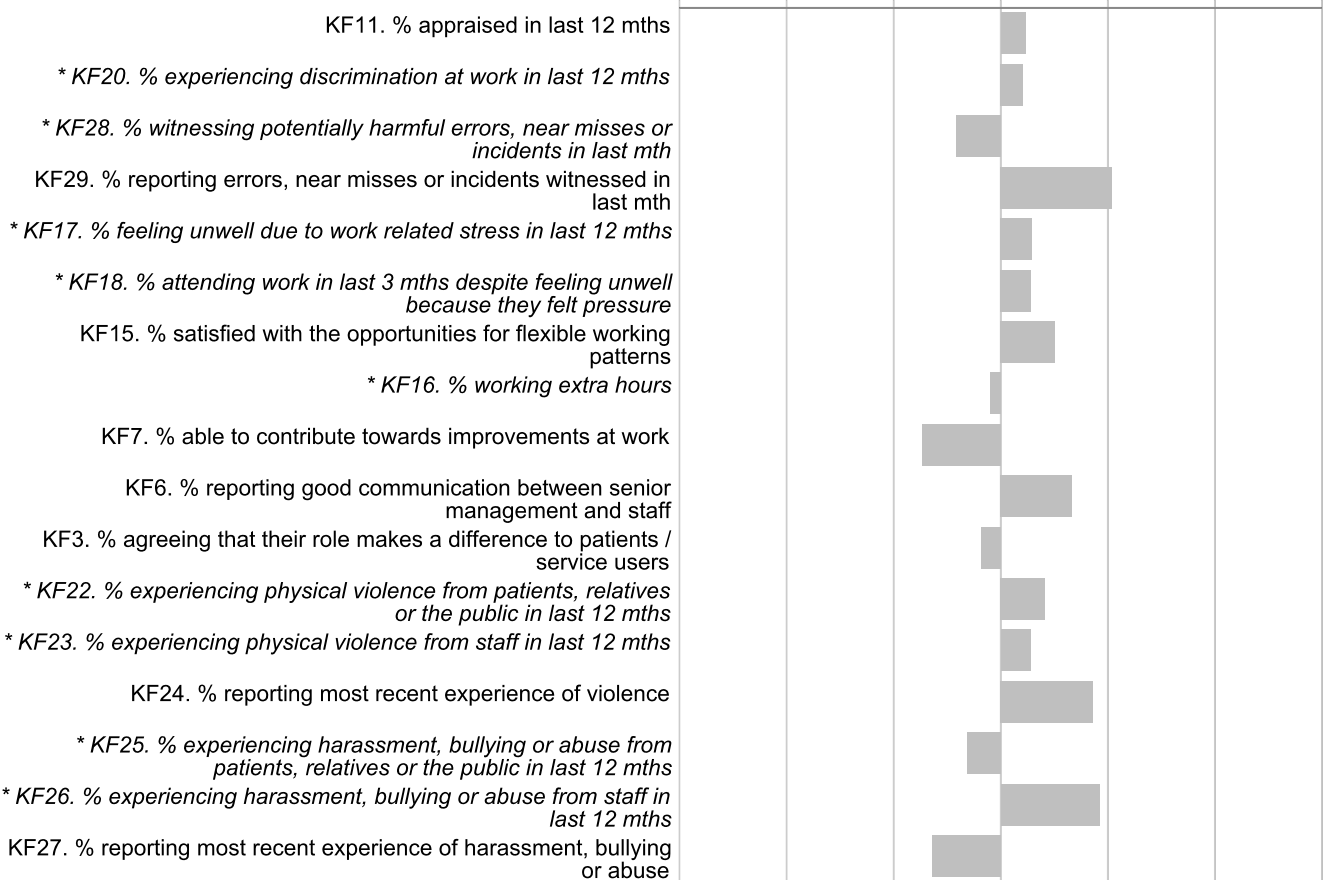 KF11. % appraised in last 12 mths
* KF20. % experiencing discrimination at work in last 12 mths
* KF28. % witnessing potentially harmful errors, near misses or
incidents in last mth
KF29. % reporting errors, near misses or incidents witnessed in
last mth
* KF17. % feeling unwell due to work related stress in last 12 mths
* KF18. % attending work in last 3 mths despite feeling unwell
because they felt pressure
KF15. % satisfied with the opportunities for flexible working
patterns
* KF16. % working extra hours
KF7. % able to contribute towards improvements at work
KF6. % reporting good communication between senior
management and staff
KF3. % agreeing that their role makes a difference to patients /
service users
* KF22. % experiencing physical violence from patients, relatives
or the public in last 12 mths
* KF23. % experiencing physical violence from staff in last 12 mths
KF24. % reporting most recent experience of violence
* KF25. % experiencing harassment, bullying or abuse from
patients, relatives or the public in last 12 mths
* KF26. % experiencing harassment, bullying or abuse from staff in
last 12 mths
KF27. % reporting most recent experience of harassment, bullying
or abuse